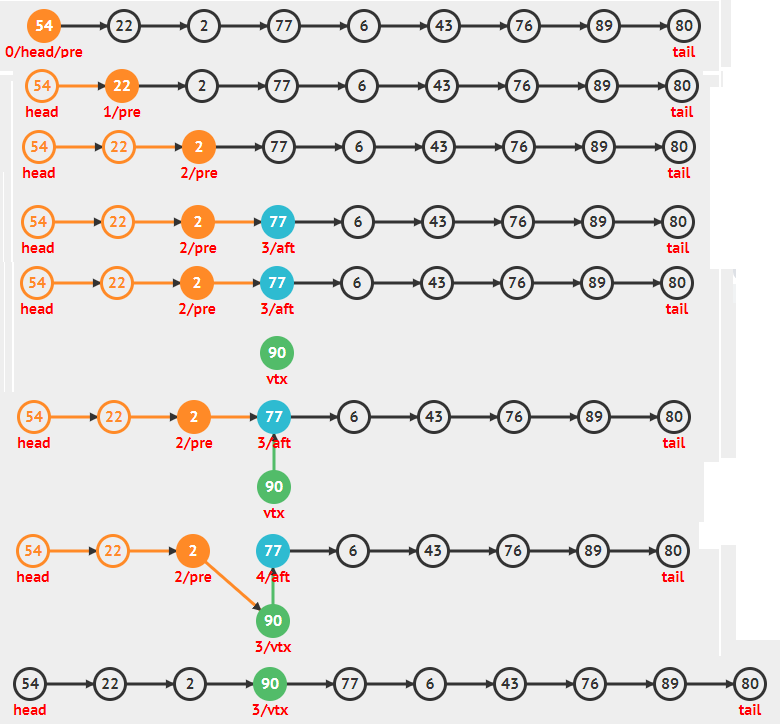 54 22 2 77 6 43 76 89 80
0/head/pre tail
54 22 2 77 6 43 76 89 80
head 1/pre tail
54 22 2 77 6 43 76 89 80
head 2/pre tail
54 22 2 77 6 43 76 89 80
head 2/pre 3/aft tail
54 22 2 77 6 43 76 89 80
head 2/pre 3/aft tail
90
vtx
54 22 2 77 6 43 76 89 80
head 2/pre 3/aft tail
90
vtx
54 22 2 77 6 43 76 89 80
head 2/pre 4/aft tail
90
3/vtx
54 22 2 90 77 6 43 76 89 80
head 3/vtx tail